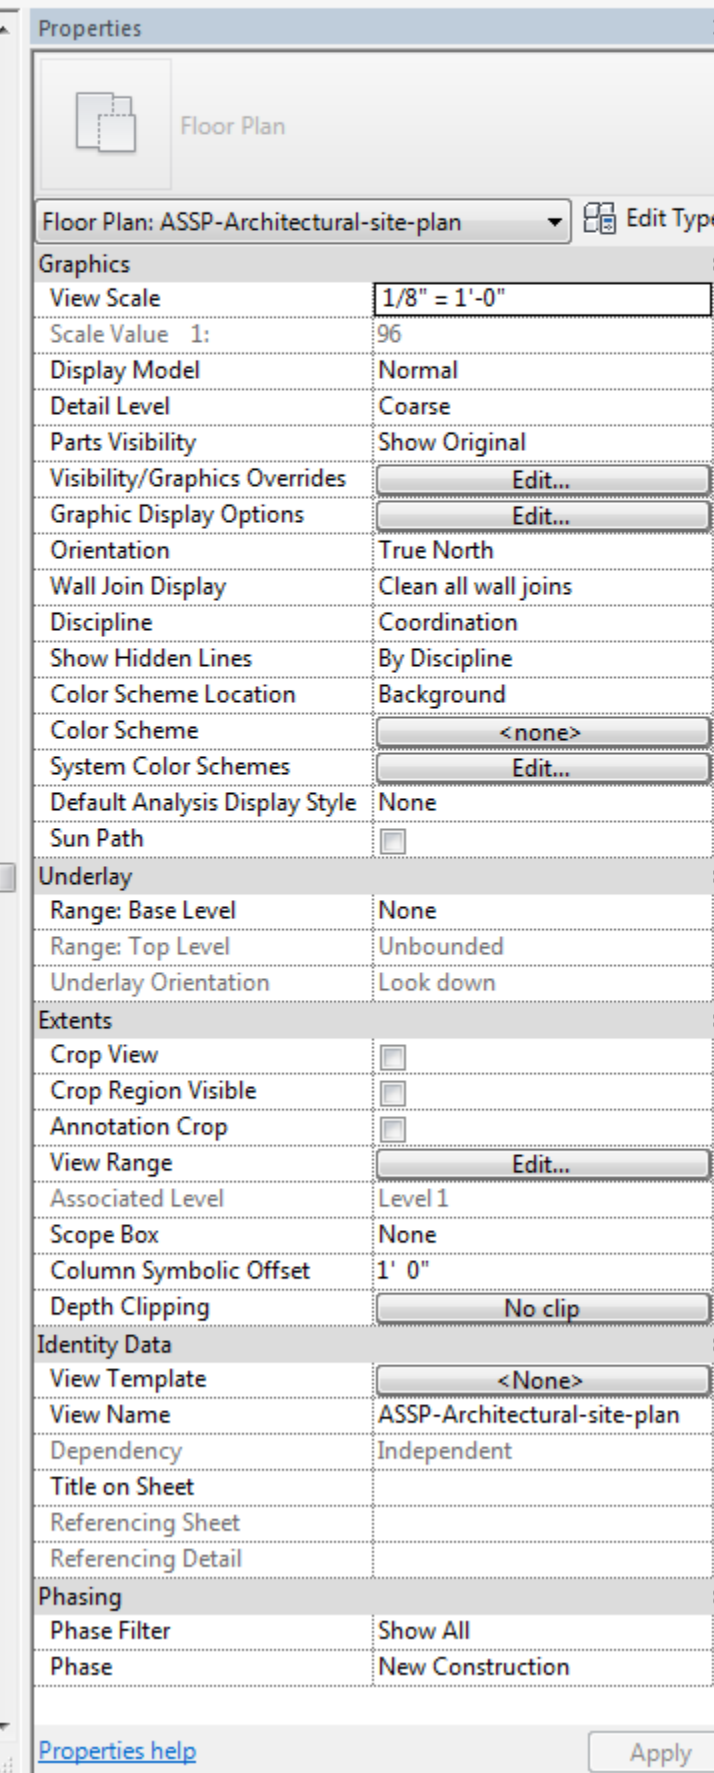 Properties
Floor Plan
Floor Plan: ASSP-Architectural-site-plan Edit Type
Graphics
View Scale 1/8" = 1'-0"
Scale Value 1: 96
Display Model Normal
Detail Level Coarse
Parts Visibility Show Original
Visibility/Graphics Overrides Edit...
Graphic Display Options Edit...
Orientation True North
Wall Join Display Clean all wall joins
Discipline Coordination
Show Hidden Lines By Discipline
Color Scheme Location Background
Color Scheme <none>
System Color Schemes Edit...
Default Analysis Display Style None
Sun Path
Underlay
Range: Base Level None
Range: Top Level Unbounded
Underlay Orientation Look down
Extents
Crop View
Crop Region Visible
Annotation Crop
View Range Edit...
Associated Level Level 1
Scope Box None
Column Symbolic Offset 1' 0"
Depth Clipping No clip
Identity Data
View Template <None>
View Name ASSP-Architectural-site-plan
Dependency Independent
Title on Sheet
Referencing Sheet
Referencing Detail
Phasing
Phase Filter Show All
Phase New Construction
Properties help Apply